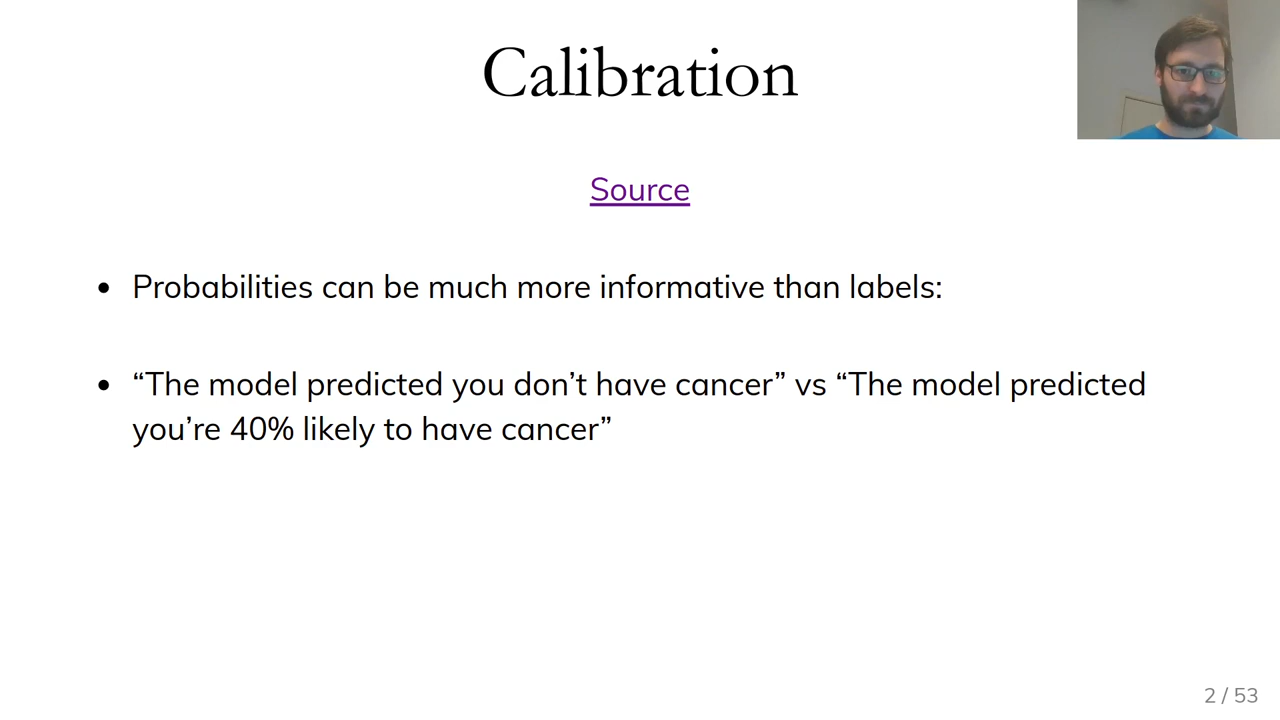 Calibration
Source
• Probabilities can be much more informative than labels:
• “The model predicted you don’t have cancer” vs “The model predicted
you’re 40% likely to have cancer”
2 / 53